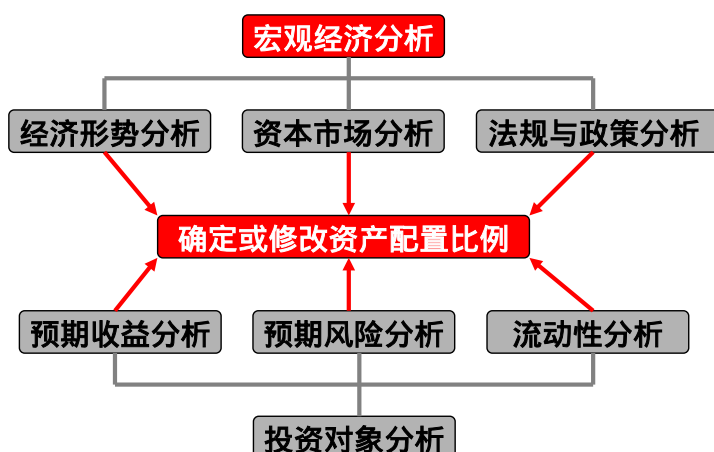 宏观经济分析
经济形势分析
资本市场分析
法规与政策分析
确定或修改资产配置比例
预期收益分析
预期风险分析
流动性分析
投资对象分析